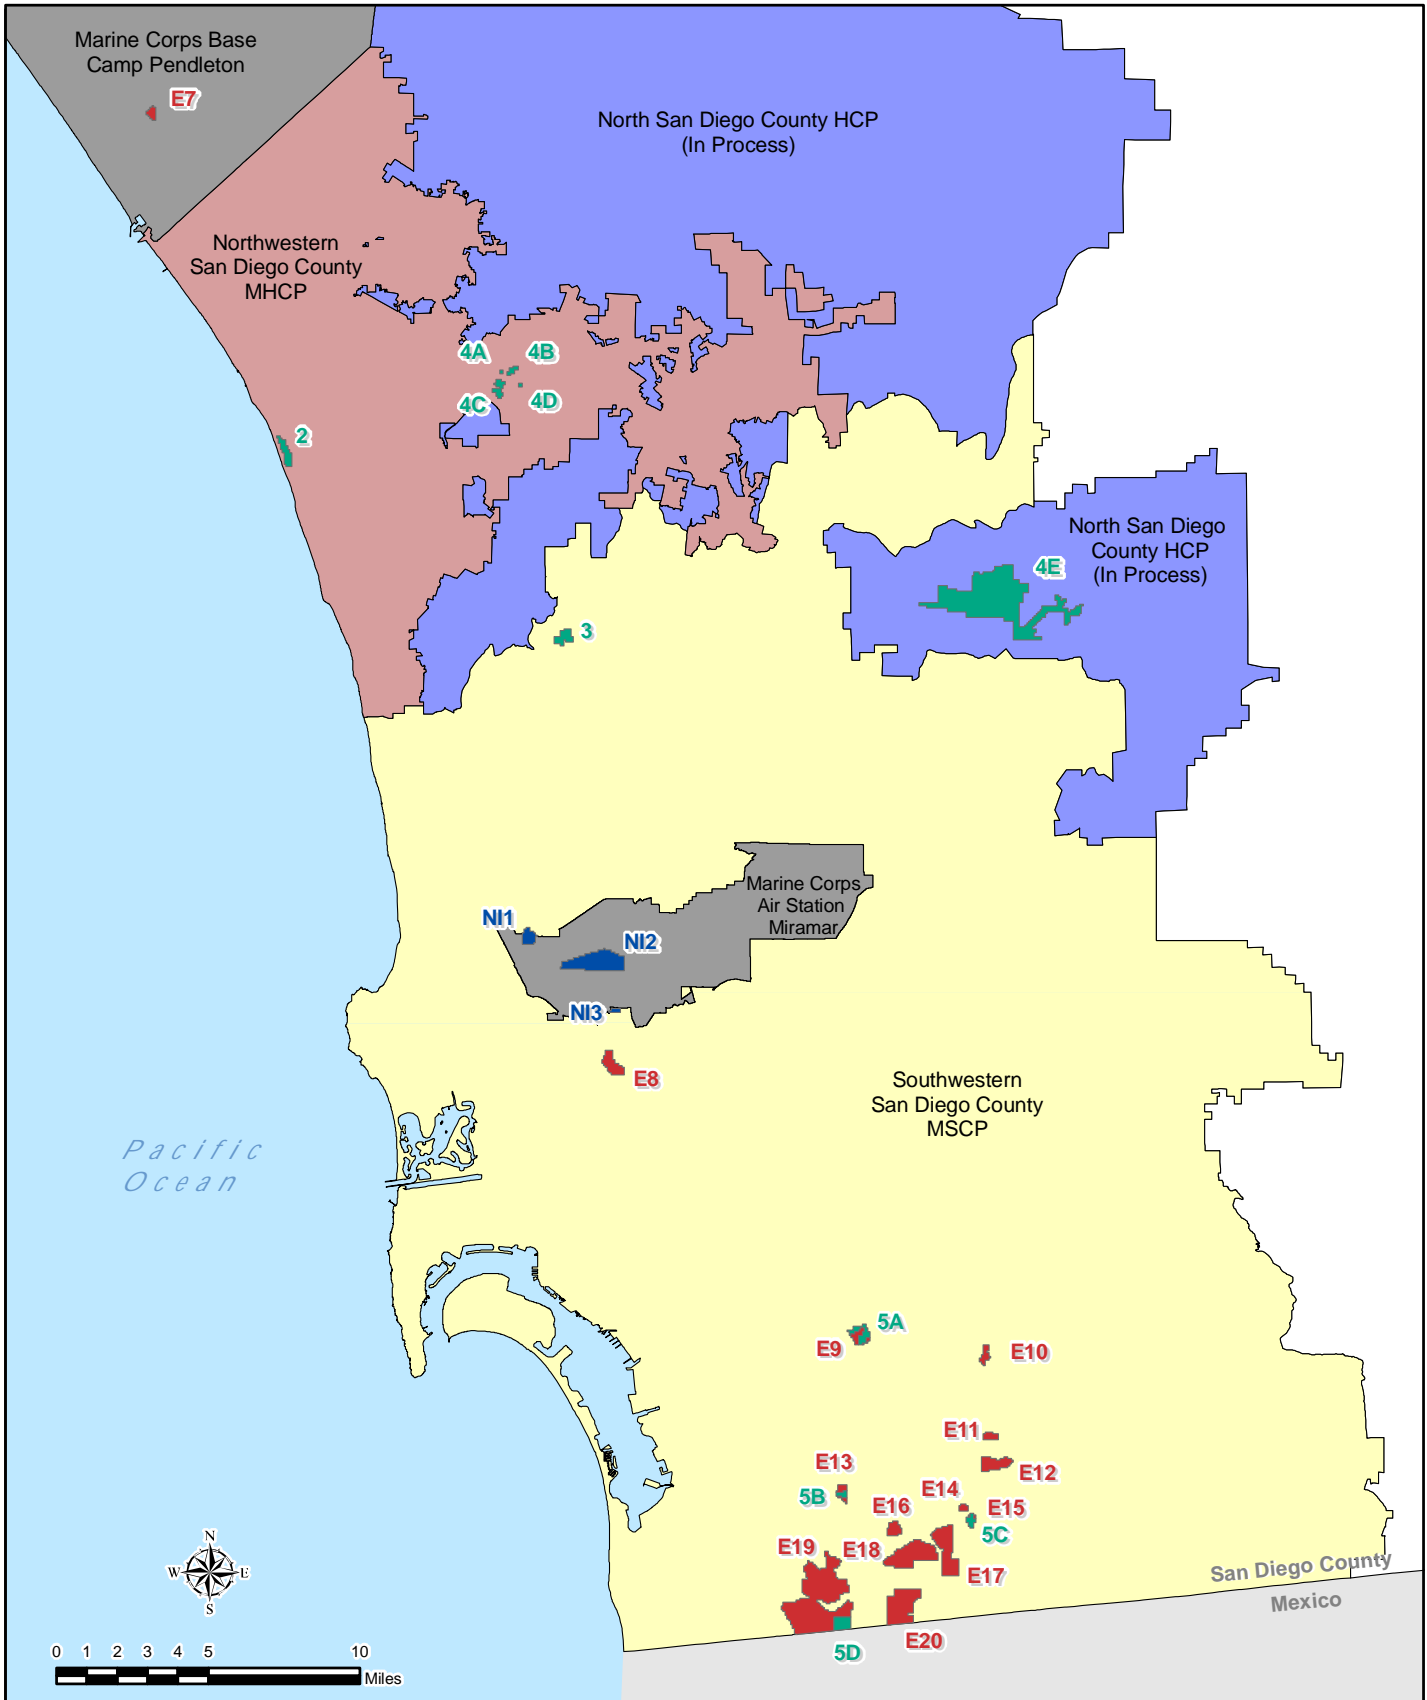 Marine Corps Base
Camp Pendleton
E7
North San Diego County HCP
(In Process)
Northwestern
San Diego County
MHCP
4A
4B
4C
4D
2
North San Diego
County HCP
(In Process)
4E
3
Marine Corps
Air Station
Miramar
NI1
NI2
NI3
E8
Southwestern
San Diego County
MSCP
Pacific
Ocean
5A
E9
E10
E11
E12
E13
5B
E14
E15
E16
5C
E19
E18
E17
San Diego County
Mexico
E20
5D
N
W
E
S
0 1 2 3 4 5 10
Miles